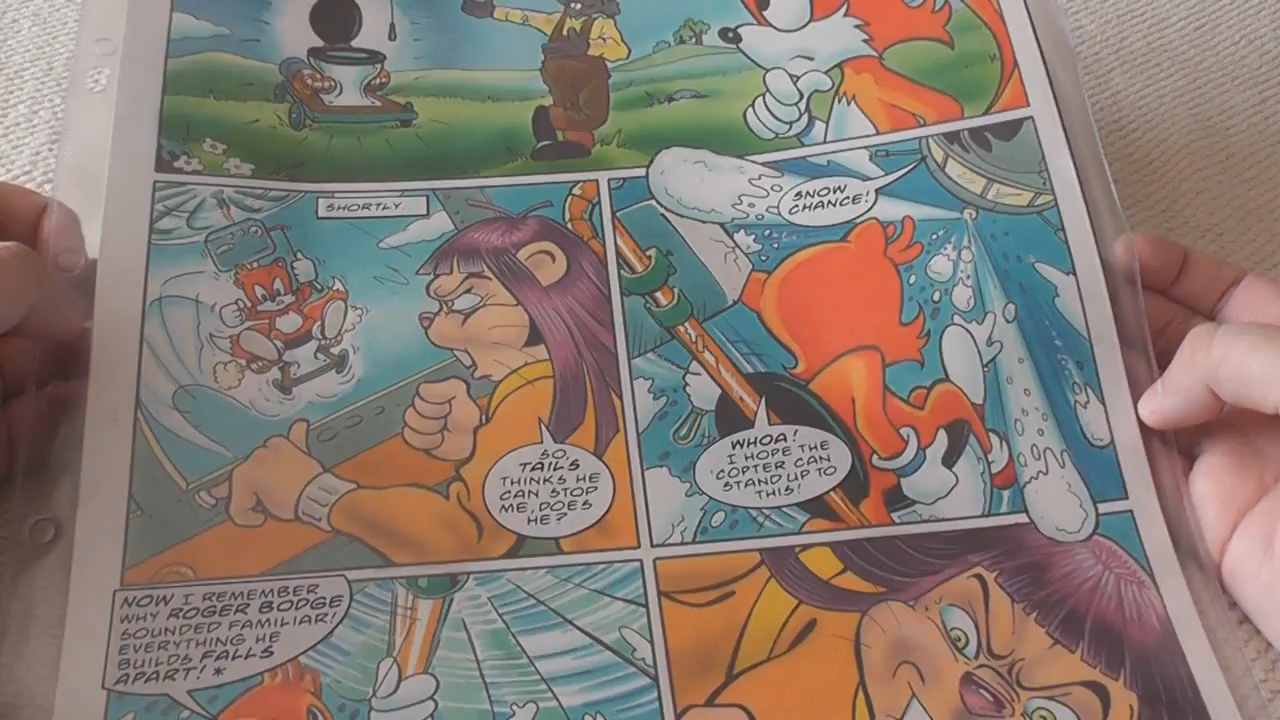 SHORTLY.
SO,
TAILS
THINKS HE
CAN STOP
ME, DOES
HE?
SNOW
CHANCE!
WHOA!
I HOPE THE
'COPTER CAN
STAND UP TO
THIS!
NOW I REMEMBER
WHY ROGER BODGE
SOUNDED FAMILIAR!
EVERYTHING HE
BUILDS FALLS
APART!*